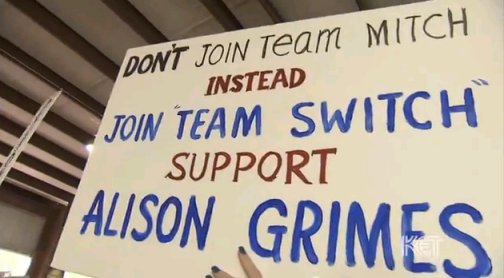 DON'T JOIN TEAM MITCH
INSTEAD
JOIN "TEAM SWITCH"
SUPPORT
ALISON GRIMES
KET